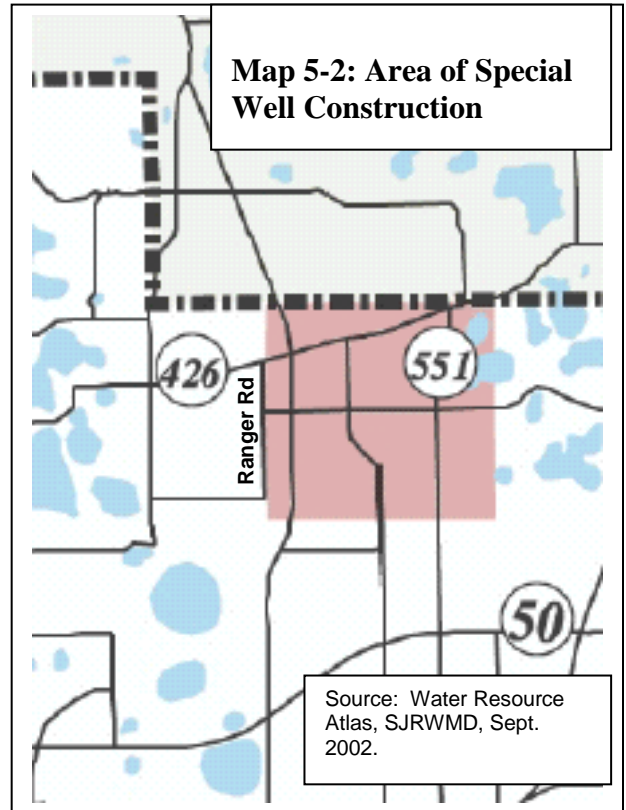 Map 5-2: Area of Special
Well Construction
426
551
Ranger Rd
50
Source: Water Resource
Atlas, SJRWMD, Sept.
2002.